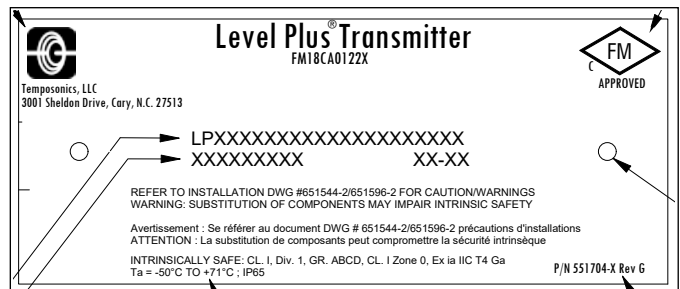 Level Plus® Transmitter
FM18CA0122X
FM
C
APPROVED
Temposonics, LLC
3001 Sheldon Drive, Cary, N.C. 27513
LPXXXXXXXXXXXXXXXXXXXX
XXXXXXXXX XX-XX
REFER TO INSTALLATION DWG #651544-2/651596-2 FOR CAUTION/WARNINGS
WARNING: SUBSTITUTION OF COMPONENTS MAY IMPAIR INTRINSIC SAFETY
Avertissement : Se référer au document DWG # 651544-2/651596-2 précautions d'installations
ATTENTION : La substitution de composants peut compromettre la sécurité intrinsèque
INTRINSICALLY SAFE: CL. I, Div. 1, GR. ABCD, CL. I Zone 0, Ex ia IIC T4 Ga
Ta = -50°C TO +71°C ; IP65
P/N 551704-X Rev G